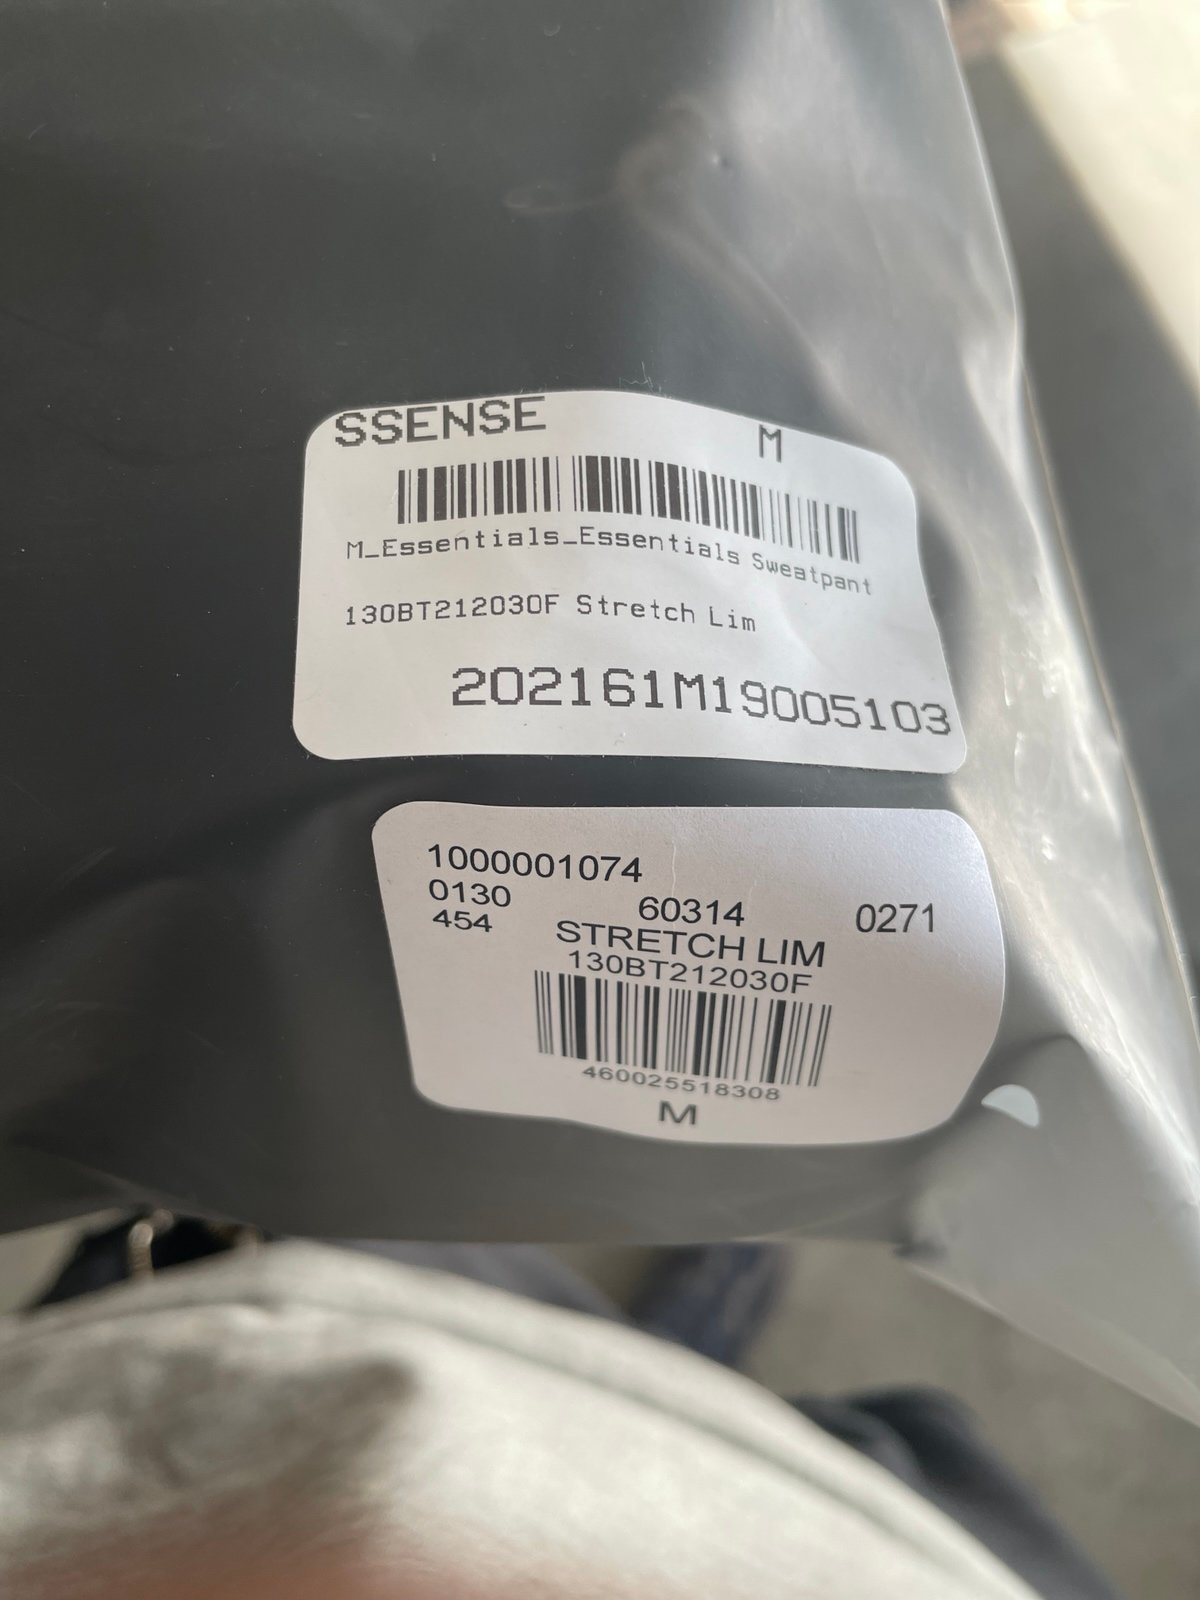 SSENSE
M
M_Essentials_Essentials Sweatpant
130BT212030F Stretch Lim
202161M19005103
1000001074
0130 60314 0271
454 STRETCH LIM
130BT212030F
460025518308
M